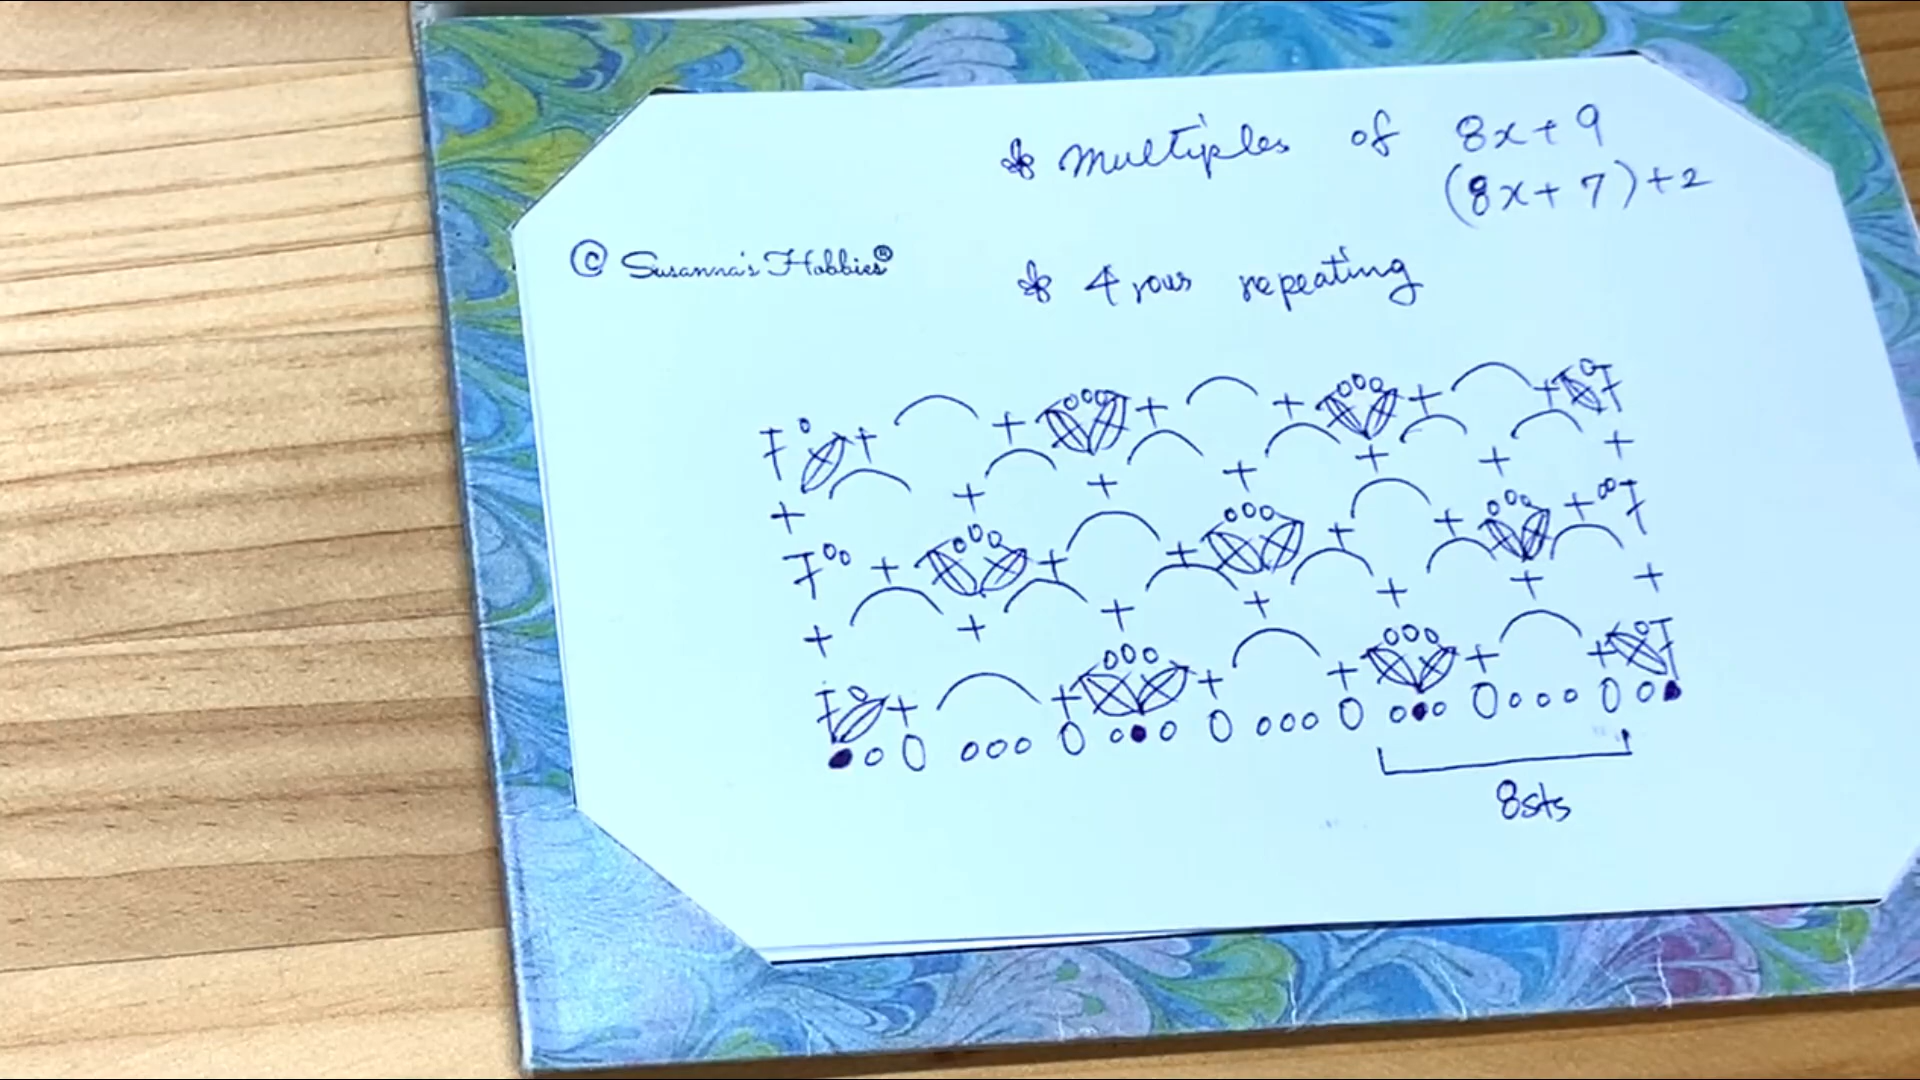 * multiples of 8x+9
(8x+7)+2
© Susanna's Hobbies®
* 4 rows repeating
8sts